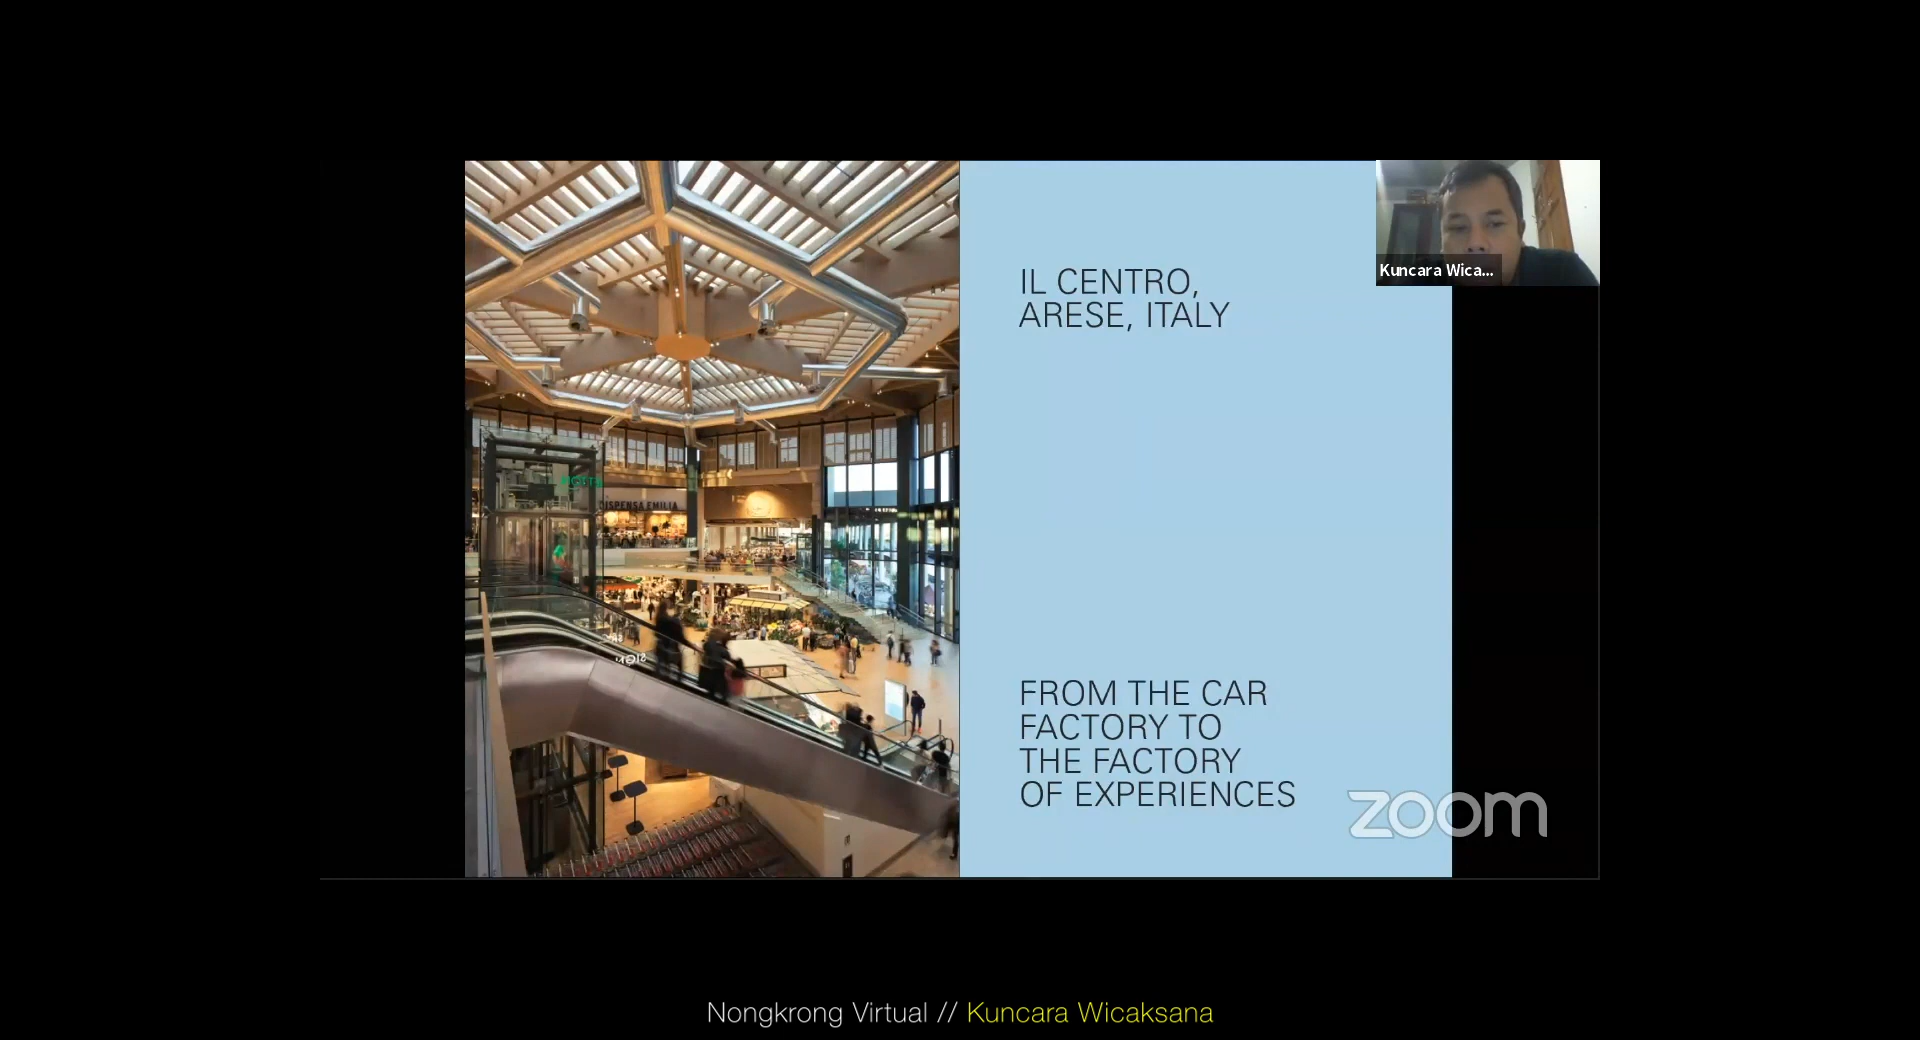 IL CENTRO,
ARESE, ITALY
Kuncara Wica...
DISPENSA EMILIA
FROM THE CAR
FACTORY TO
THE FACTORY
OF EXPERIENCES
zoom
Nongkrong Virtual // Kuncara Wicaksana